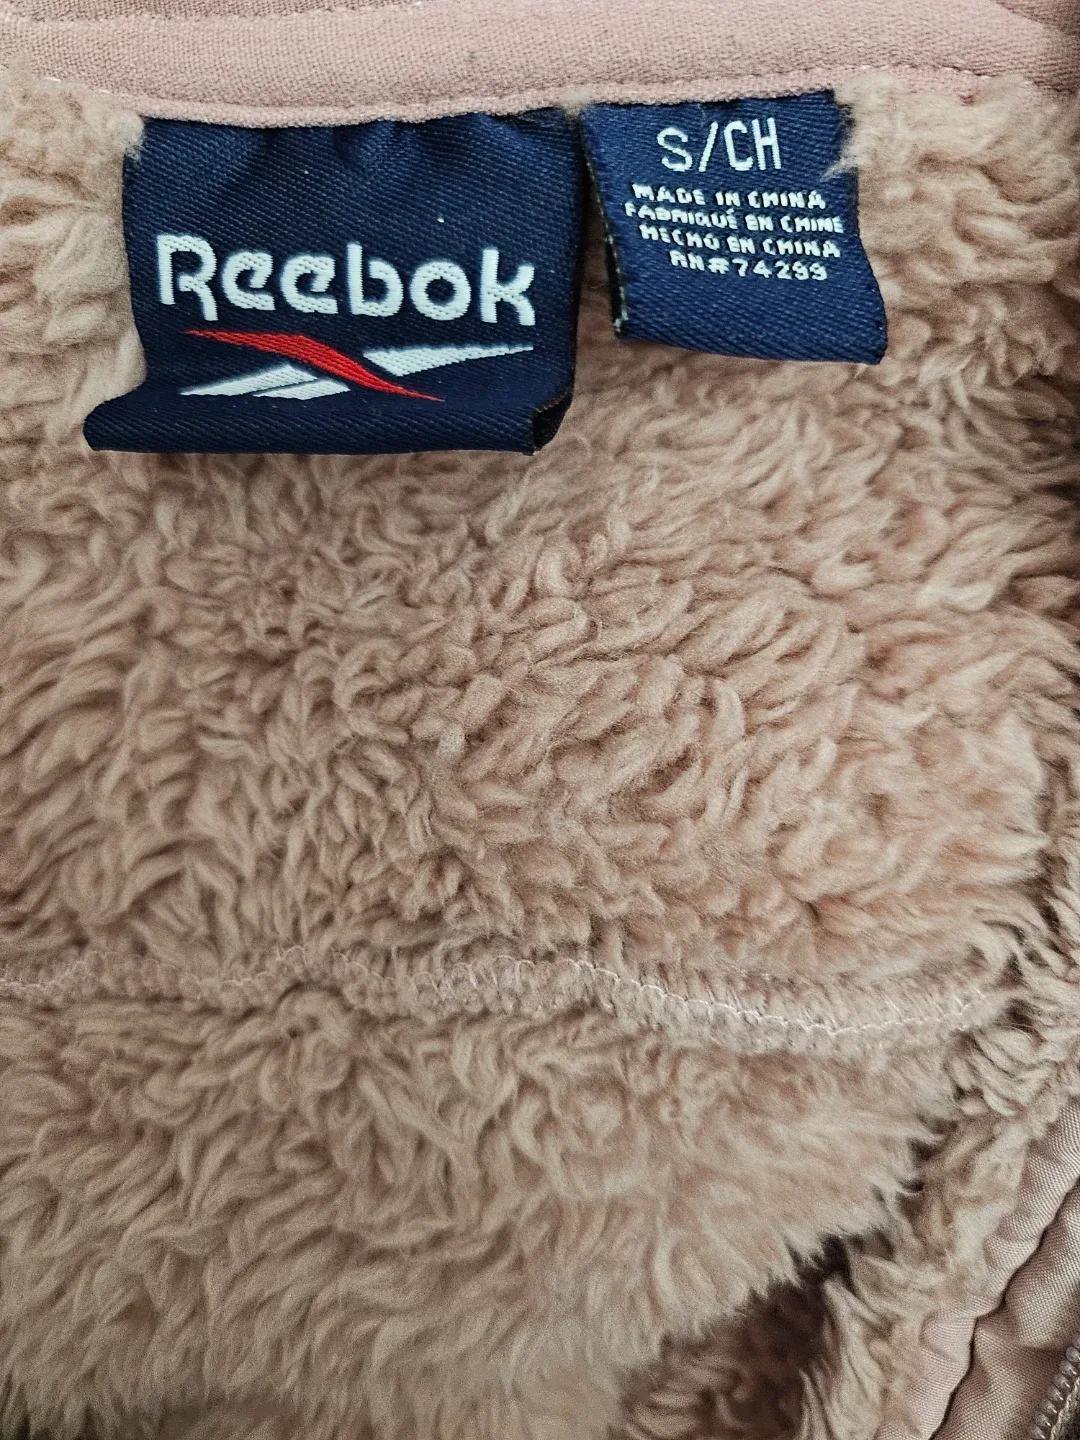 Reebok
S/CH
MADE IN CHINA
FABRIQUÉ EN CHINE
HECHO EN CHINA
RN#74299